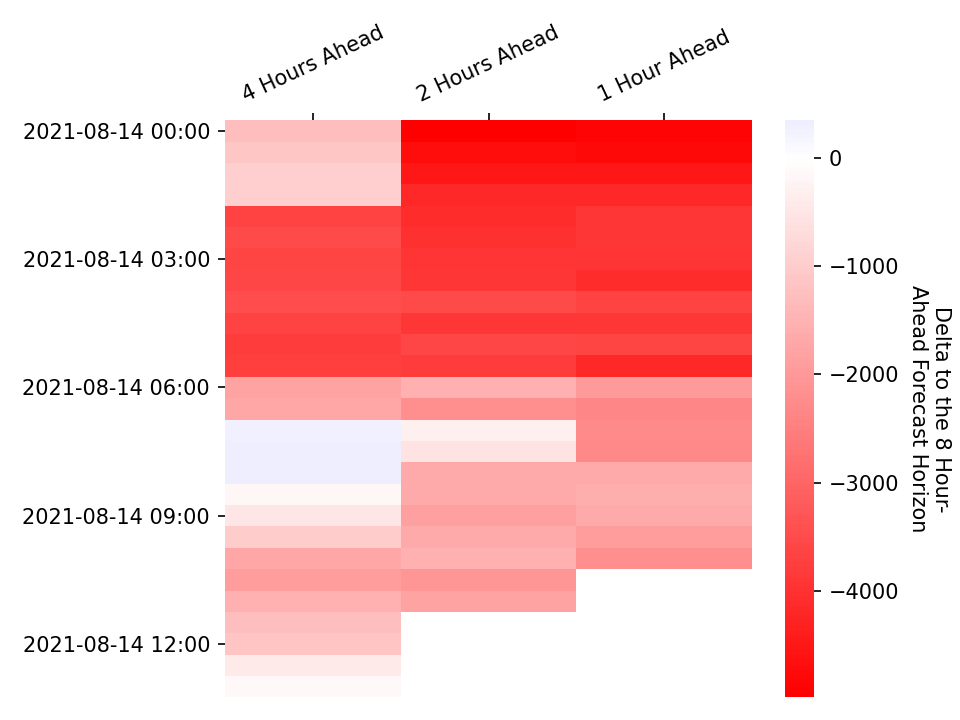 4 Hours Ahead
2 Hours Ahead
1 Hour Ahead
2021-08-14 00:00
2021-08-14 03:00
2021-08-14 06:00
2021-08-14 09:00
2021-08-14 12:00
0
−1000
−2000
−3000
−4000
Delta to the 8 Hour-
Ahead Forecast Horizon